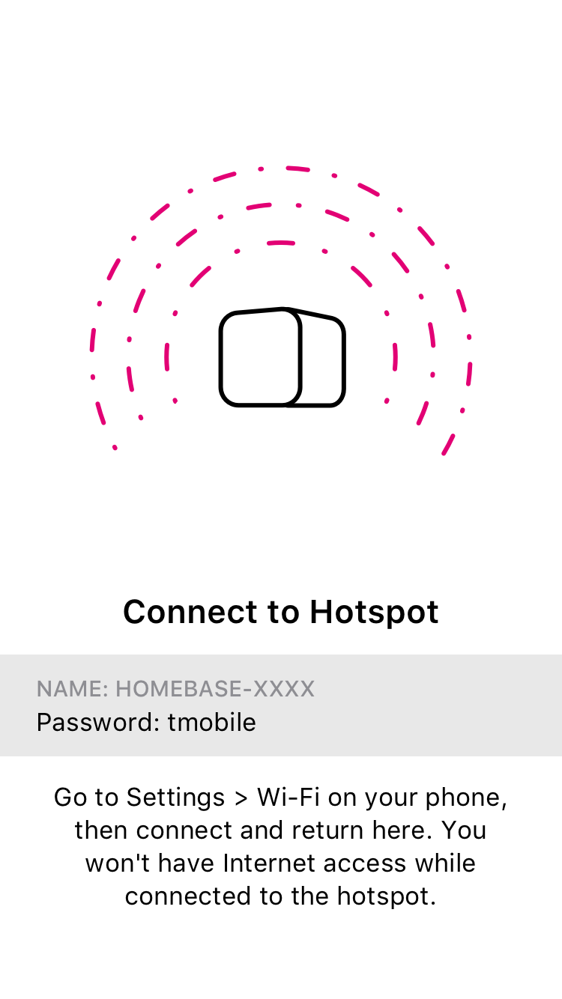 Connect to Hotspot
NAME: HOMEBASE-XXXX
Password: tmobile
Go to Settings > Wi-Fi on your phone,
then connect and return here. You
won't have Internet access while
connected to the hotspot.